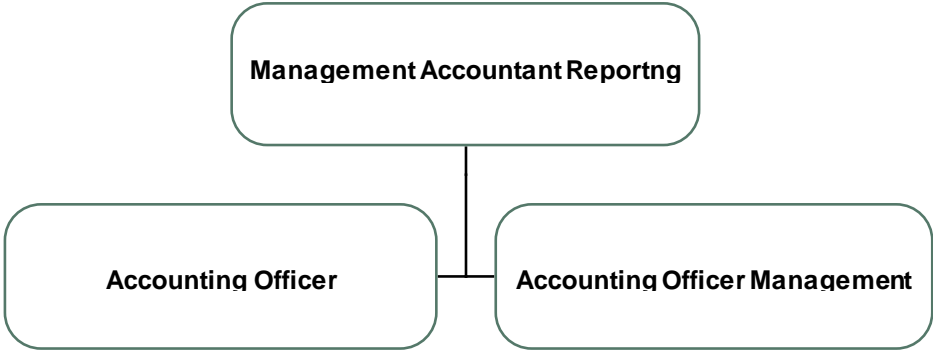 Management Accountant Reportng
Accounting Officer
Accounting Officer Management